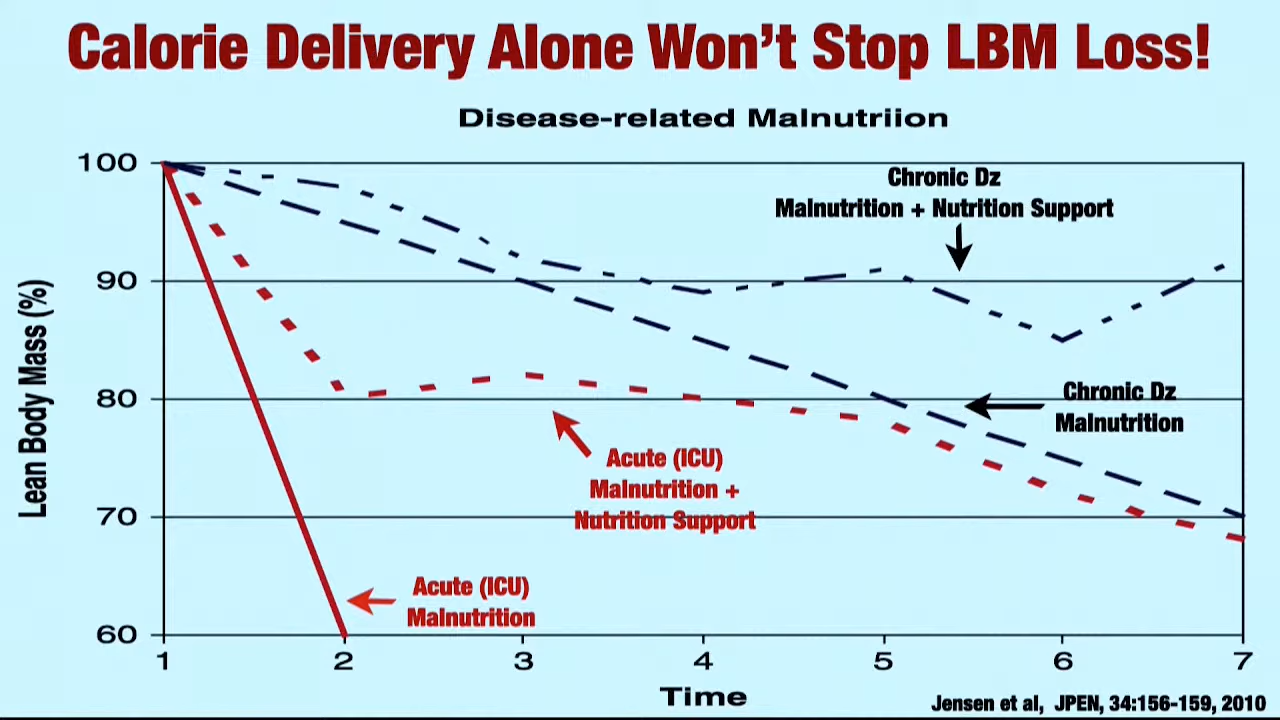 Calorie Delivery Alone Won't Stop LBM Loss!
Disease-related Malnutriion
Lean Body Mass (%)
100
90
80
70
60
Chronic Dz
Malnutrition + Nutrition Support
Chronic Dz
Malnutrition
Acute (ICU)
Malnutrition +
Nutrition Support
Acute (ICU)
Malnutrition
1 2 3 4 5 6 7
Time
Jensen et al, JPEN, 34:156-159, 2010